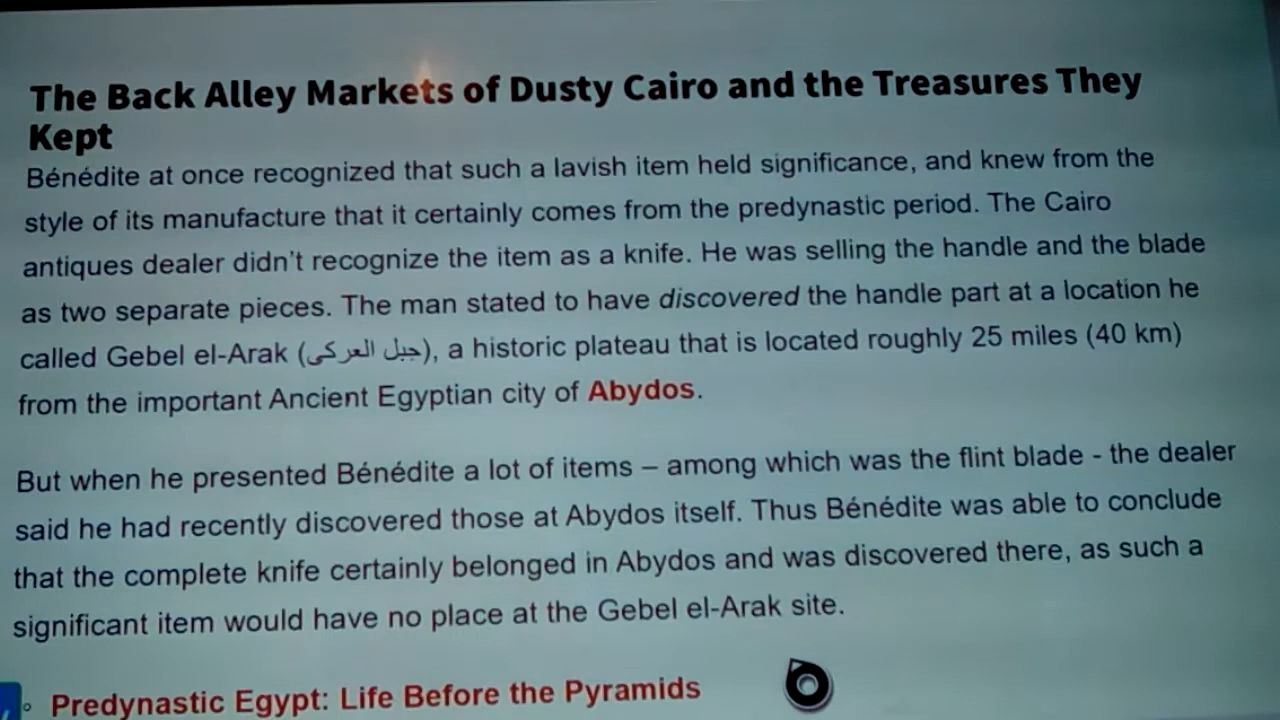 The Back Alley Markets of Dusty Cairo and the Treasures They
Kept
Bénédite at once recognized that such a lavish item held significance, and knew from the
style of its manufacture that it certainly comes from the predynastic period. The Cairo
antiques dealer didn't recognize the item as a knife. He was selling the handle and the blade
as two separate pieces. The man stated to have discovered the handle part at a location he
called Gebel el-Arak (جبل العركى), a historic plateau that is located roughly 25 miles (40 km)
from the important Ancient Egyptian city of Abydos.
But when he presented Bénédite a lot of items – among which was the flint blade - the dealer
said he had recently discovered those at Abydos itself. Thus Bénédite was able to conclude
that the complete knife certainly belonged in Abydos and was discovered there, as such a
significant item would have no place at the Gebel el-Arak site.
Predynastic Egypt: Life Before the Pyramids